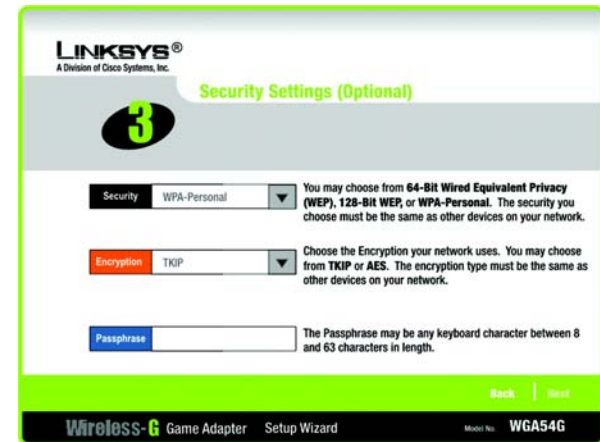 LINKSYS®
A Division of Cisco Systems, Inc.
Security Settings (Optional)
3
Security WPA-Personal
You may choose from 64-Bit Wired Equivalent Privacy
(WEP), 128-Bit WEP, or WPA-Personal. The security you
choose must be the same as other devices on your network.
Encryption TKIP
Choose the Encryption your network uses. You may choose
from TKIP or AES. The encryption type must be the same as
other devices on your network.
Passphrase
The Passphrase may be any keyboard character between 8
and 63 characters in length.
Back | Next
Wireless-G Game Adapter Setup Wizard Model No. WGA54G